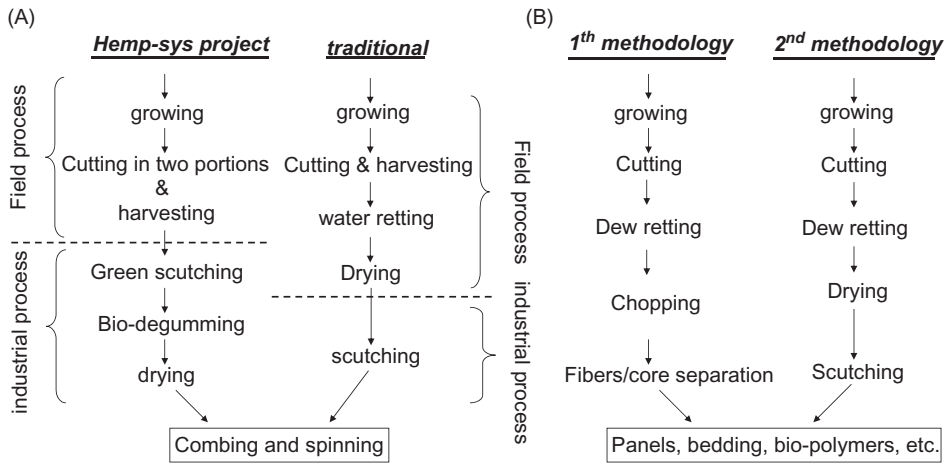 (A)
Hemp-sys project
Field process
growing
Cutting in two portions
&
harvesting
industrial process
Green scutching
Bio-degumming
drying
traditional
growing
Cutting & harvesting
water retting
Drying
Field process
scutching
industrial process
Combing and spinning
(B)
1th methodology
growing
Cutting
Dew retting
Chopping
Fibers/core separation
2nd methodology
growing
Cutting
Dew retting
Drying
Scutching
Panels, bedding, bio-polymers, etc.